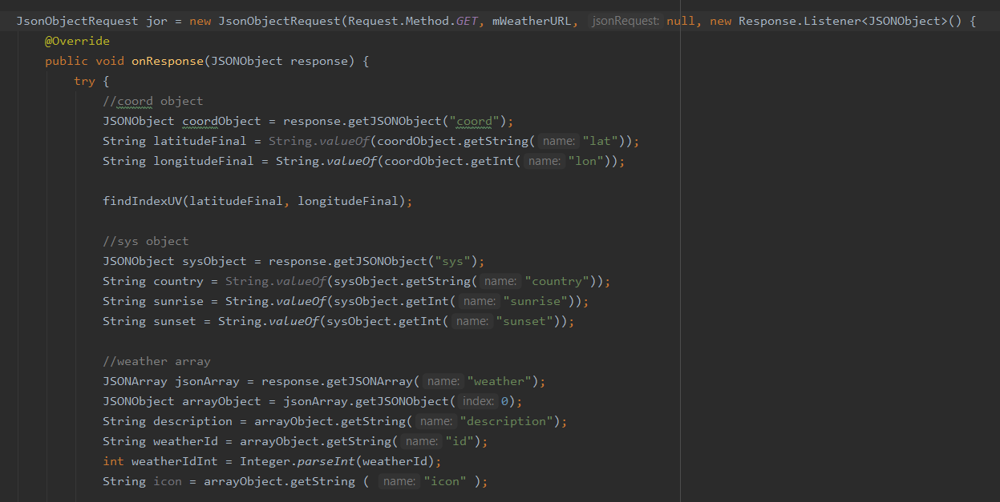 JsonObjectRequest jor = new JsonObjectRequest(Request.Method.GET, mWeatherURL, jsonRequest: null, new Response.Listener<JSONObject>() {
@Override
public void onResponse(JSONObject response) {
try {
//coord object
JSONObject coordObject = response.getJSONObject("coord");
String latitudeFinal = String.valueOf(coordObject.getString( name: "lat"));
String longitudeFinal = String.valueOf(coordObject.getInt( name: "lon"));
findIndexUV(latitudeFinal, longitudeFinal);
//sys object
JSONObject sysObject = response.getJSONObject("sys");
String country = String.valueOf(sysObject.getString( name: "country"));
String sunrise = String.valueOf(sysObject.getInt( name: "sunrise"));
String sunset = String.valueOf(sysObject.getInt( name: "sunset"));
//weather array
JSONArray jsonArray = response.getJSONArray( name: "weather");
JSONObject arrayObject = jsonArray.getJSONObject( index: 0);
String description = arrayObject.getString( name: "description");
String weatherId = arrayObject.getString( name: "id");
int weatherIdInt = Integer.parseInt(weatherId);
String icon = arrayObject.getString ( name: "icon" );